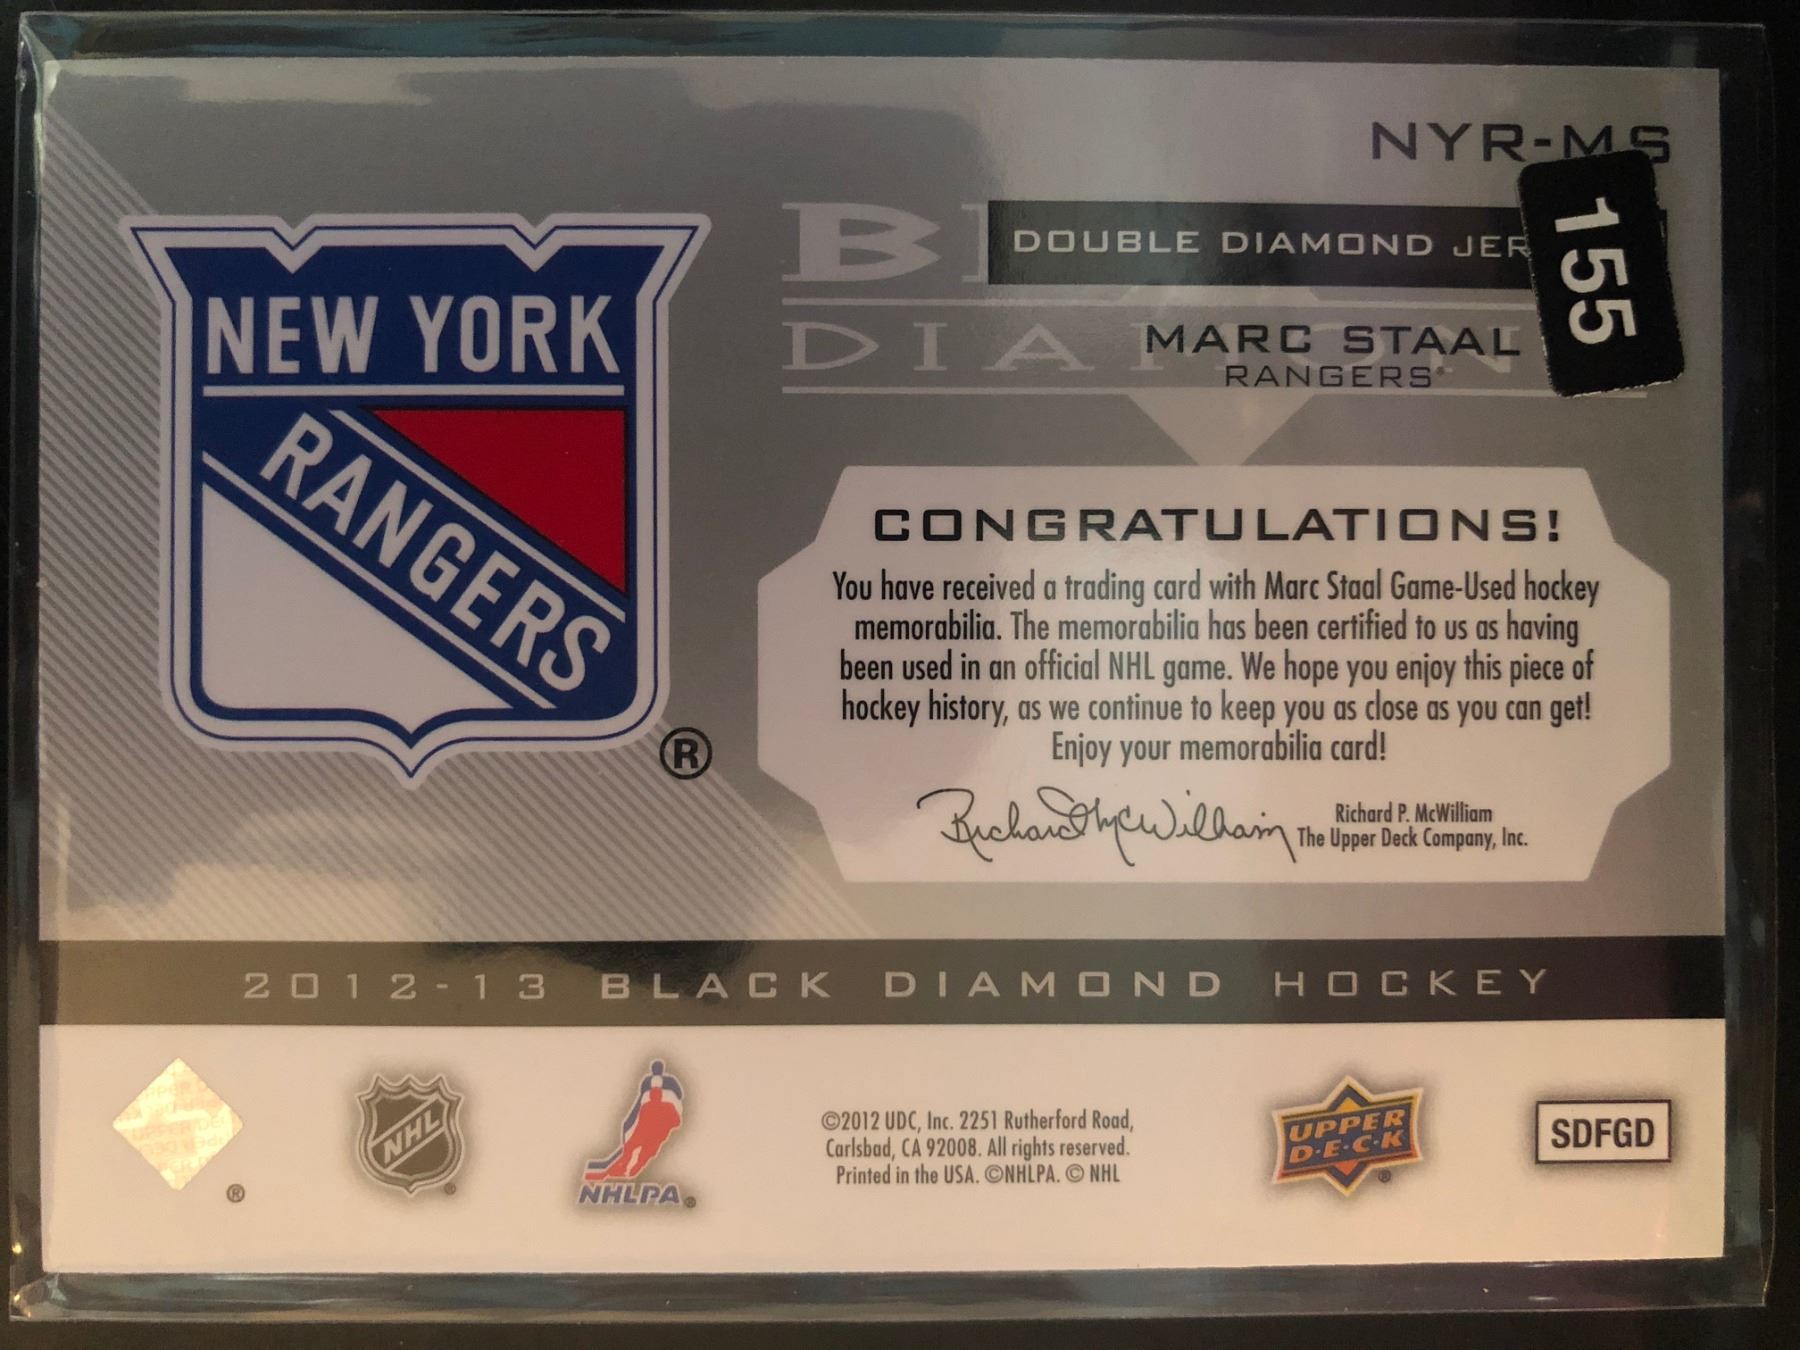 NYR-MS
155
DOUBLE DIAMOND JER
DIAMON
MARC STAAL
RANGERS
NEW YORK
RANGERS
®
CONGRATULATIONS!
You have received a trading card with Marc Staal Game-Used hockey
memorabilia. The memorabilia has been certified to us as having
been used in an official NHL game. We hope you enjoy this piece of
hockey history, as we continue to keep you as close as you can get!
Enjoy your memorabilia card!
Richard McWilliam
Richard P. McWilliam
The Upper Deck Company, Inc.
2012-13 BLACK DIAMOND HOCKEY
®
NHL
NHLPA®
©2012 UDC, Inc. 2251 Rutherford Road,
Carlsbad, CA 92008. All rights reserved.
Printed in the USA. ©NHLPA. © NHL
UPPER
D·E·C·K
®
SDFGD